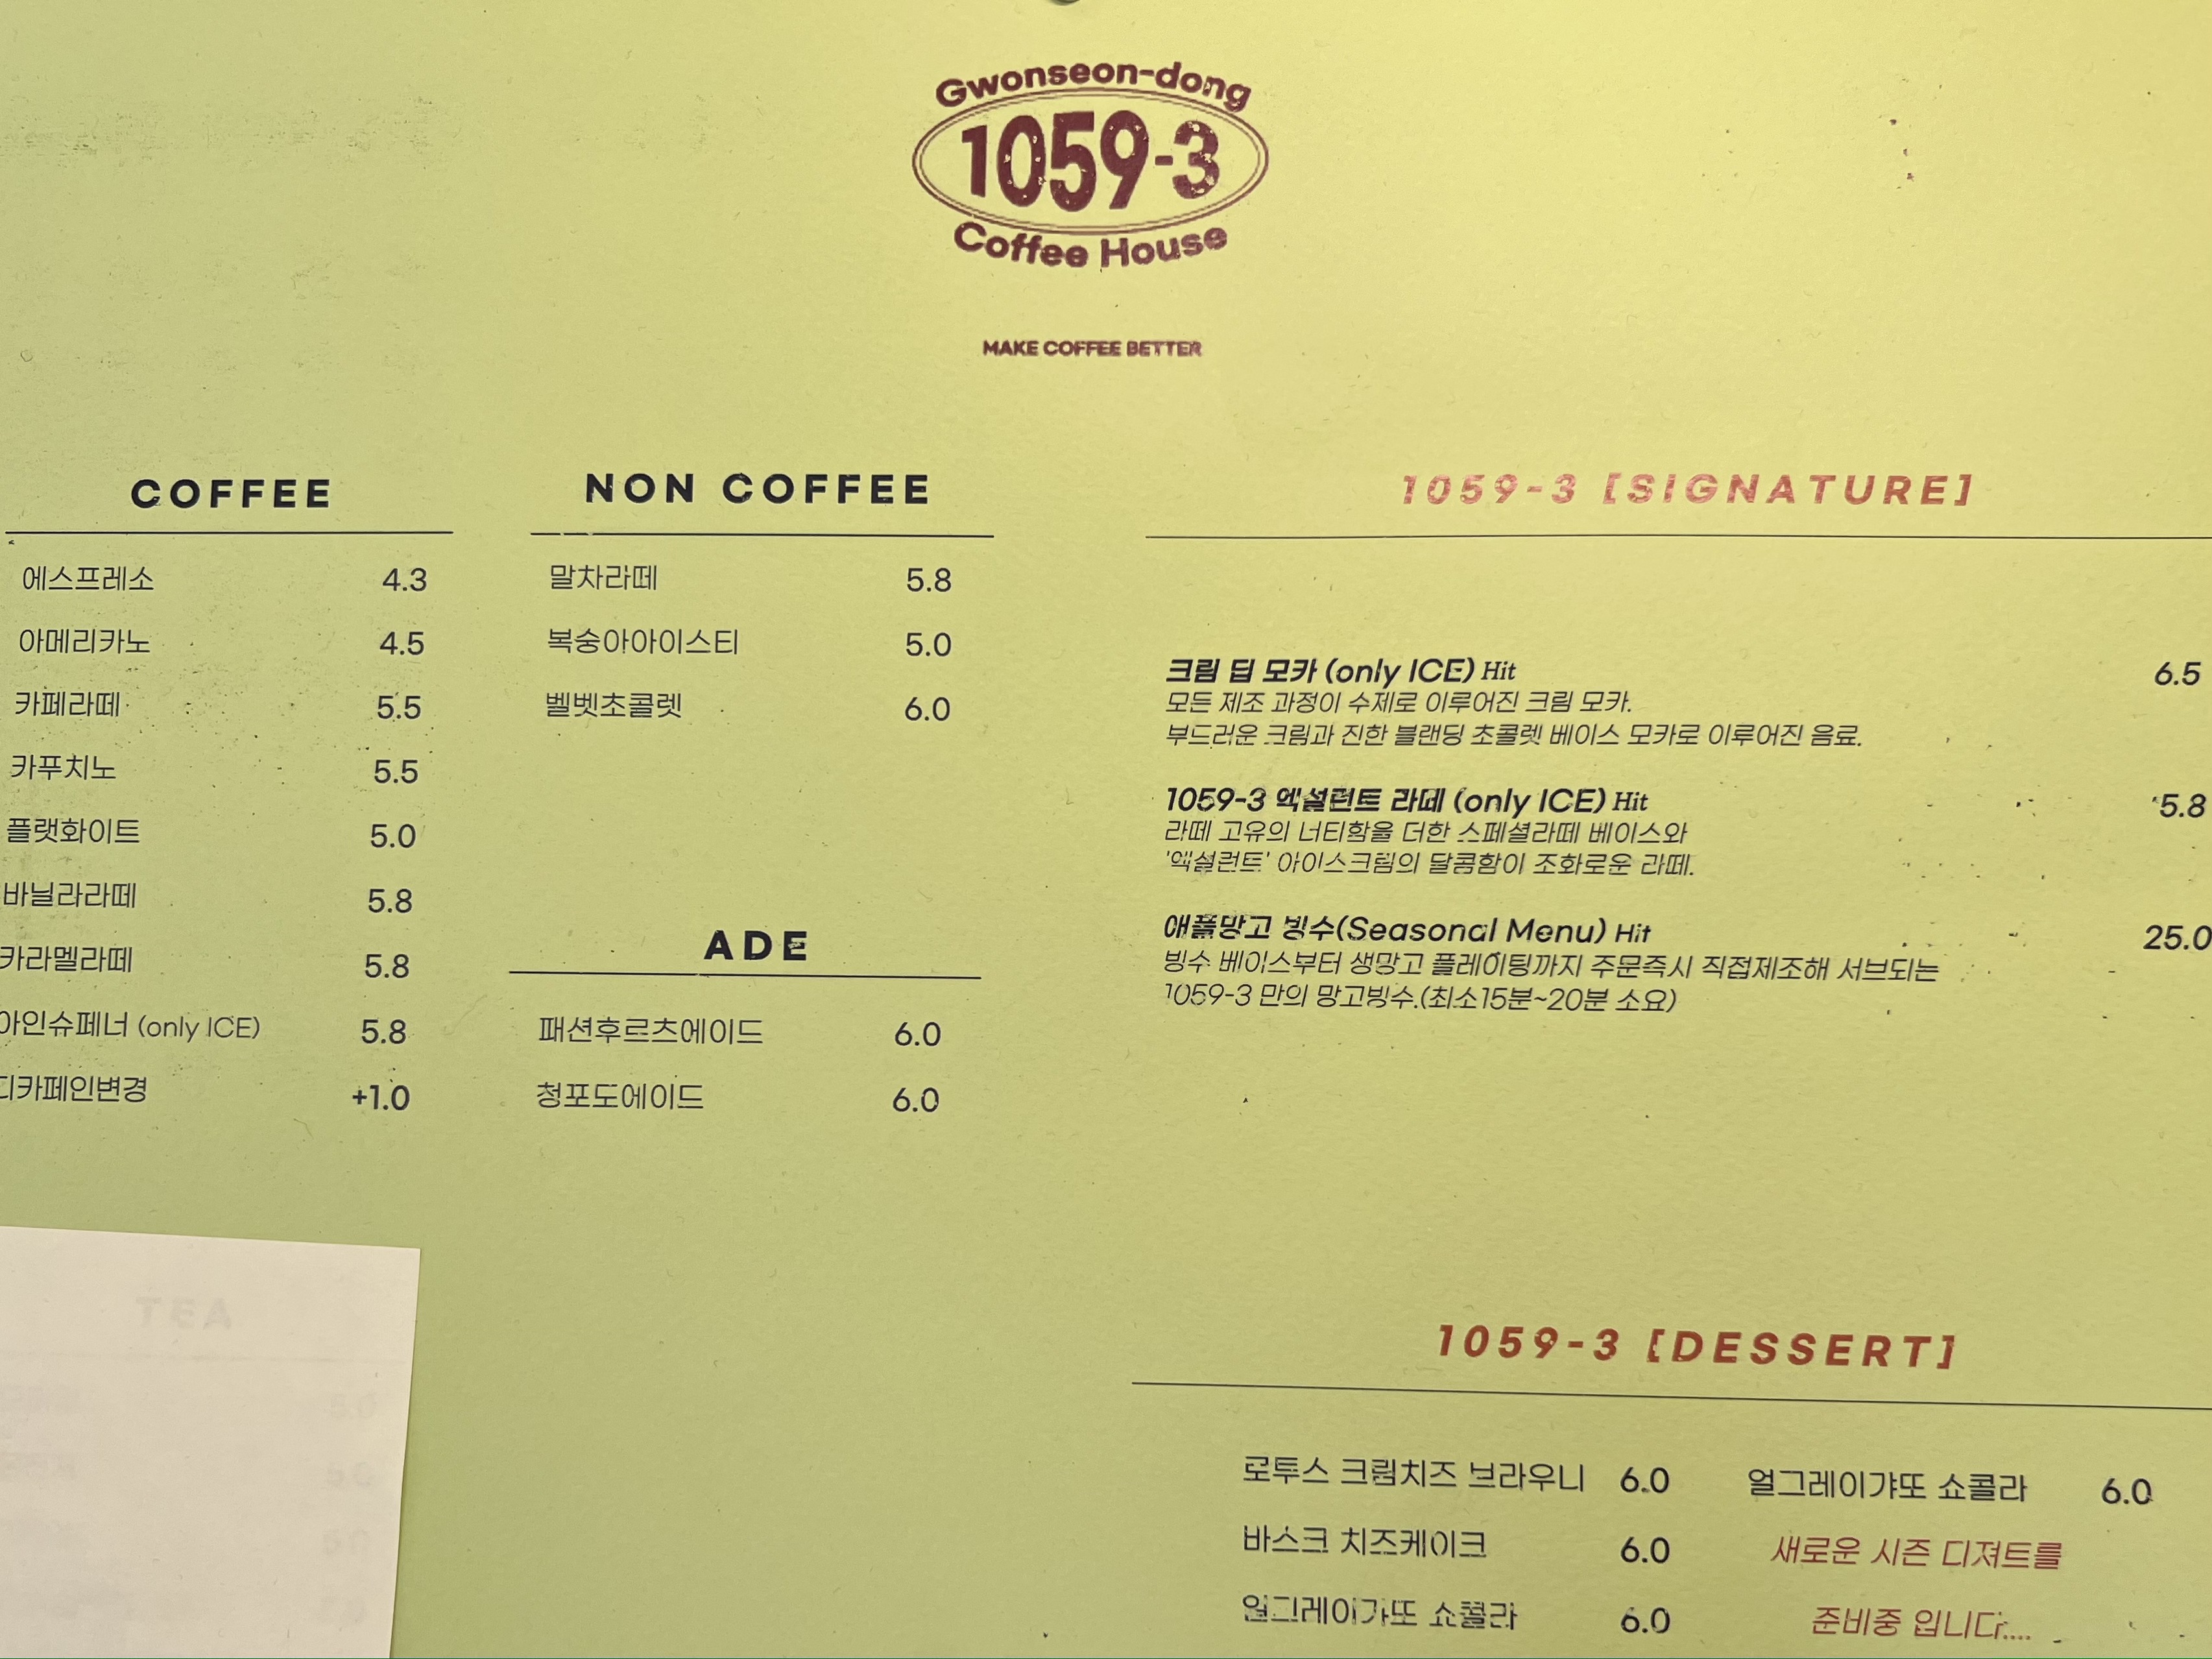 Gwonseon-dong
1059-3
Coffee House
MAKE COFFEE BETTER
COFFEE
에스프레소 4.3
아메리카노 4.5
카페라떼 5.5
카푸치노 5.5
플랫화이트 5.0
바닐라라떼 5.8
카라멜라떼 5.8
아인슈페너 (only ICE) 5.8
디카페인변경 +1.0
NON COFFEE
말차라떼 5.8
복숭아아이스티 5.0
벨벳초콜렛 6.0
ADE
패션후르츠에이드 6.0
청포도에이드 6.0
1059-3 [SIGNATURE]
크림 딥 모카 (only ICE) Hit 6.5
모든 제조 과정이 수제로 이루어진 크림 모카.
부드러운 크림과 진한 블랜딩 초콜렛 베이스 모카로 이루어진 음료.
1059-3 엑설런트 라떼 (only ICE) Hit 5.8
라떼 고유의 너티함을 더한 스페셜라떼 베이스와
'엑설런트' 아이스크림의 달콤함이 조화로운 라떼.
애플망고 빙수(Seasonal Menu) Hit 25.0
빙수 베이스부터 생망고 플레이팅까지 주문즉시 직접제조해 서브되는
1059-3 만의 망고빙수.(최소15분~20분 소요)
1059-3 [DESSERT]
로투스 크림치즈 브라우니 6.0 얼그레이갸또 쇼콜라 6.0
바스크 치즈케이크 6.0 새로운 시즌 디져트를
얼그레이가또 쇼콜라 6.0 준비중 입니다....